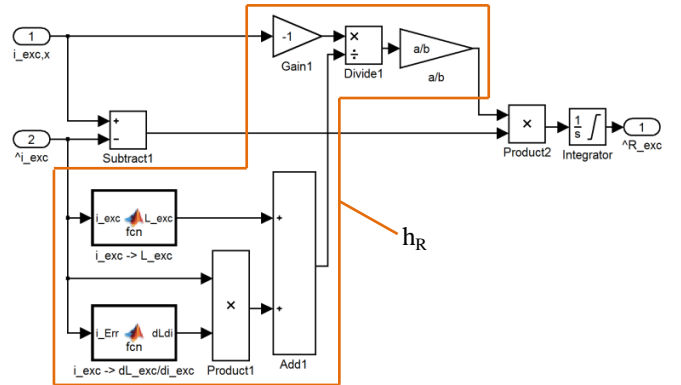 1
i_exc,x
-1
Gain1
×
÷
Divide1
a/b
a/b
2
^i_exc
+
−
Subtract1
×
Product2
1
s
Integrator
1
^R_exc
i_exc L_exc
fcn
i_exc -> L_exc
+
+
Add1
hR
×
Product1
i_Err dLdi
fcn
i_exc -> dL_exc/di_exc